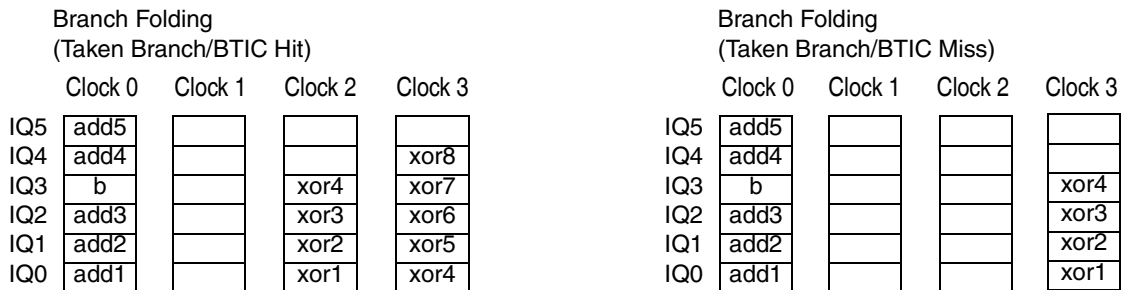 Branch Folding
(Taken Branch/BTIC Hit)
Clock 0 Clock 1 Clock 2 Clock 3
IQ5 add5
IQ4 add4 xor8
IQ3 b xor4 xor7
IQ2 add3 xor3 xor6
IQ1 add2 xor2 xor5
IQ0 add1 xor1 xor4
Branch Folding
(Taken Branch/BTIC Miss)
Clock 0 Clock 1 Clock 2 Clock 3
IQ5 add5
IQ4 add4
IQ3 b xor4
IQ2 add3 xor3
IQ1 add2 xor2
IQ0 add1 xor1